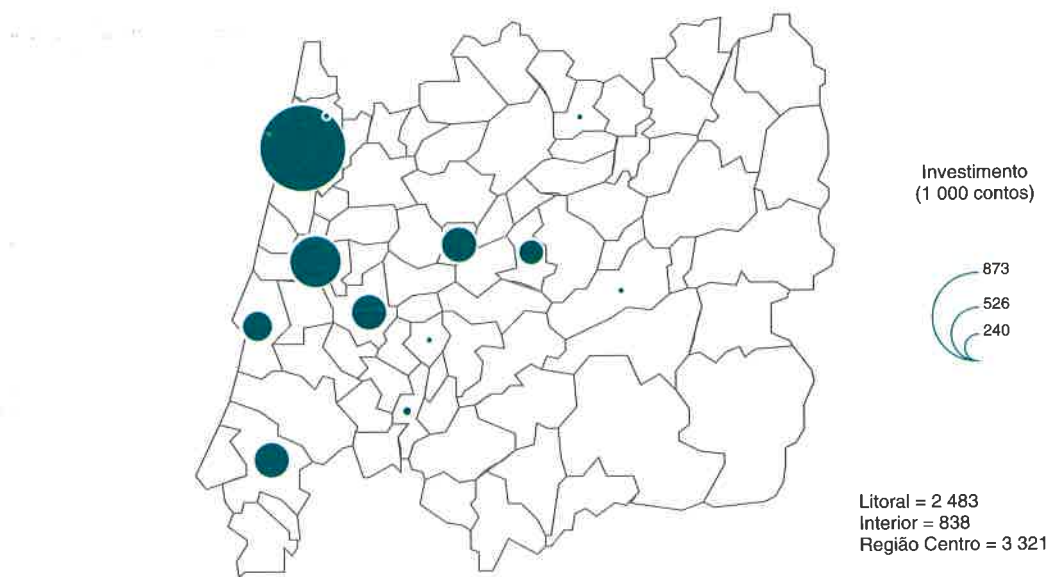 Investimento
(1 000 contos)
873
526
240
Litoral = 2 483
Interior = 838
Região Centro = 3 321